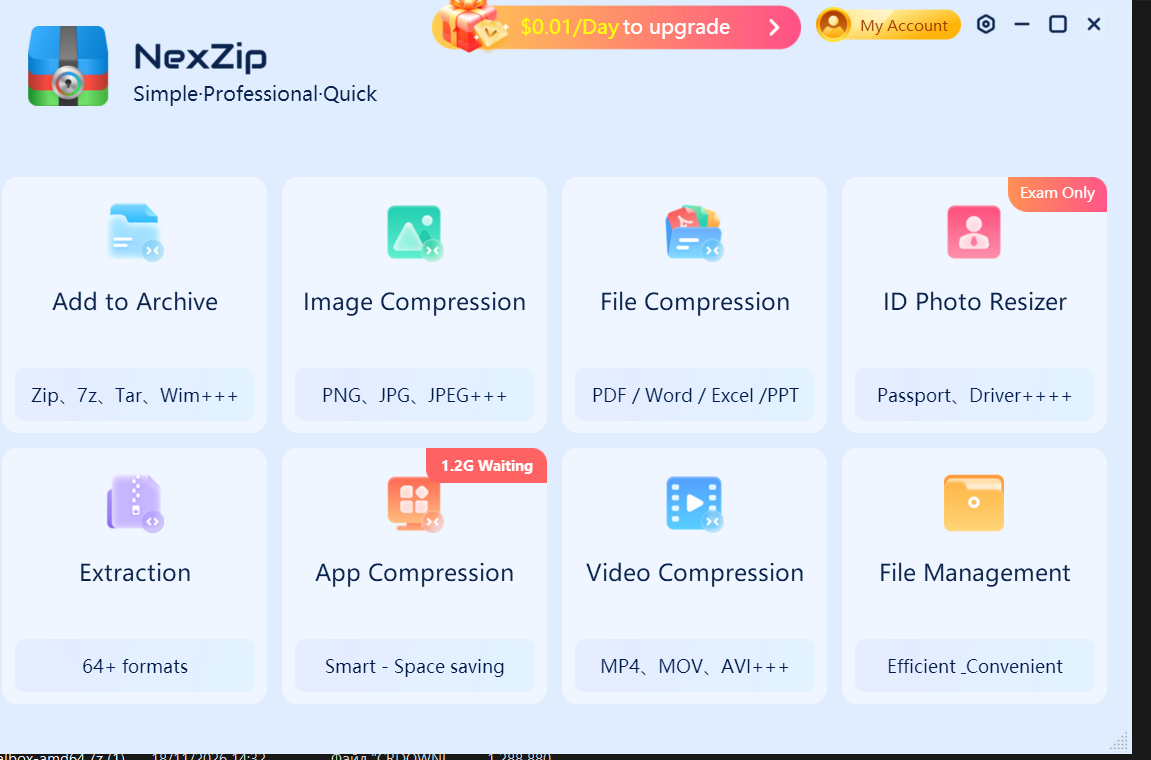 $0.01/Day to upgrade
My Account
NexZip
Simple·Professional·Quick
Exam Only
Add to Archive
Image Compression
File Compression
ID Photo Resizer
Zip、7z、Tar、Wim+++
PNG、JPG、JPEG+++
PDF / Word / Excel /PPT
Passport、Driver++++
1.2G Waiting
Extraction
App Compression
Video Compression
File Management
64+ formats
Smart - Space saving
MP4、MOV、AVI+++
Efficient _Convenient